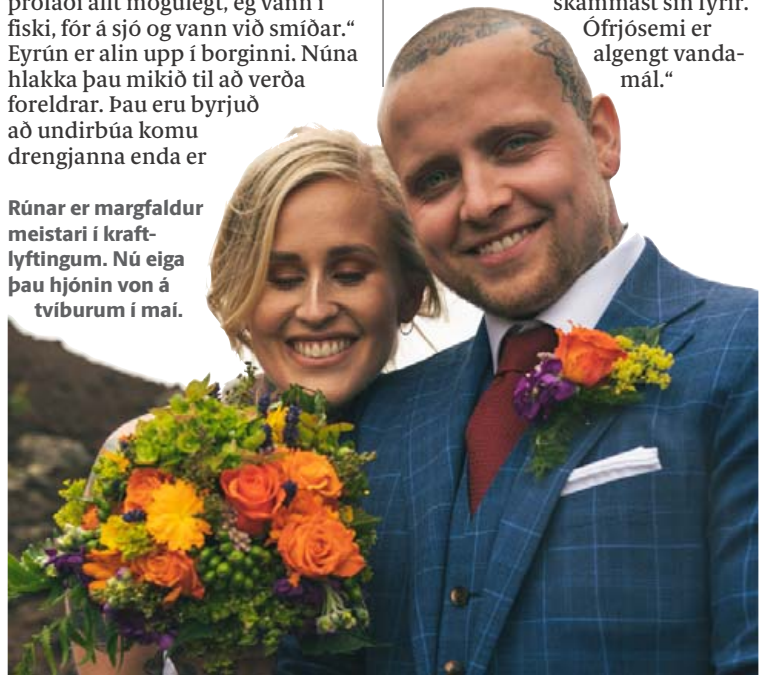 prófaði allt mögulegt, ég vann í
fiski, fór á sjó og vann við smíðar.“
Eyrún er alin upp í borginni. Núna
hlakka þau mikið til að verða
foreldrar. Þau eru byrjuð
að undirbúa komu
drengjanna enda er
Rúnar er margfaldur
meistari í kraft-
lyftingum. Nú eiga
þau hjónin von á
tvíburum í maí.
skammast sín fyrir.
Ófrjósemi er
algengt vanda-
mál.“